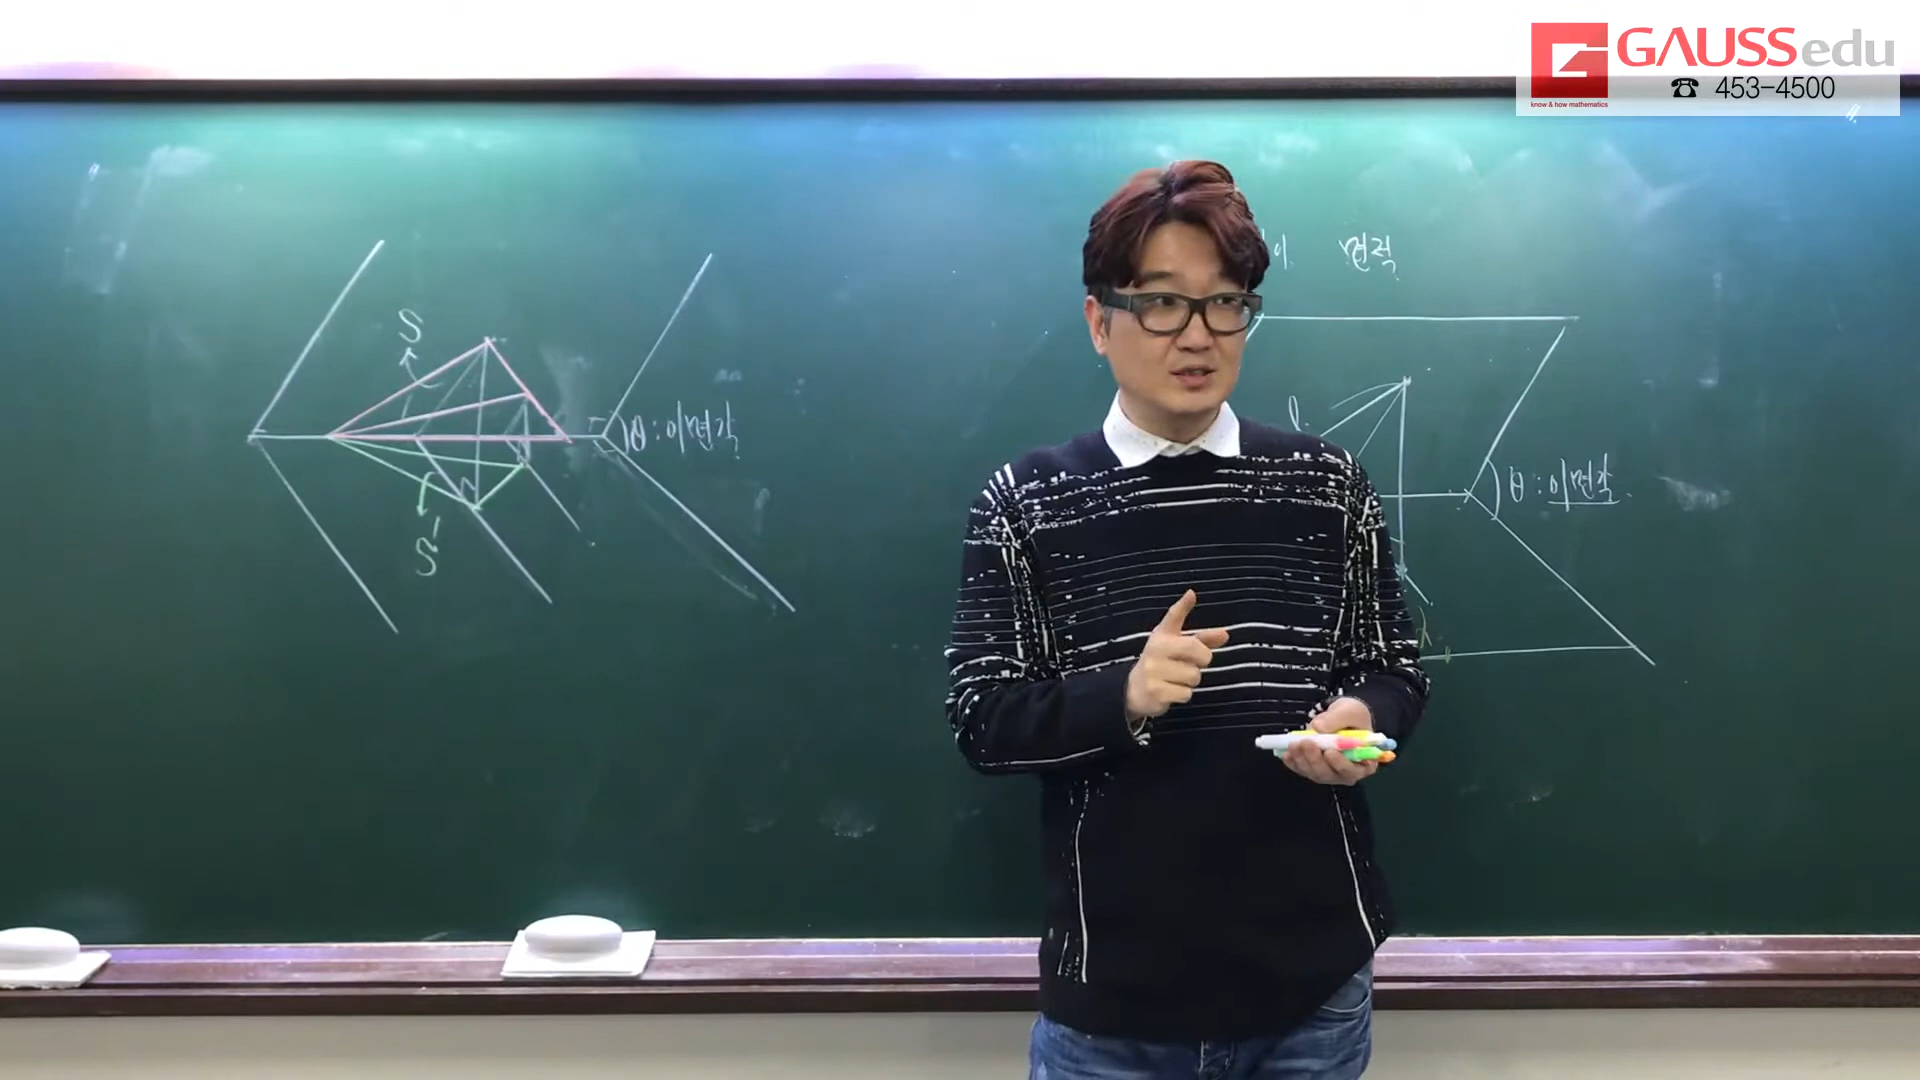 GAUSSedu
know & how mathematics
☎ 453-4500
면적
S
θ : 이면각
S'
l
θ : 이면각